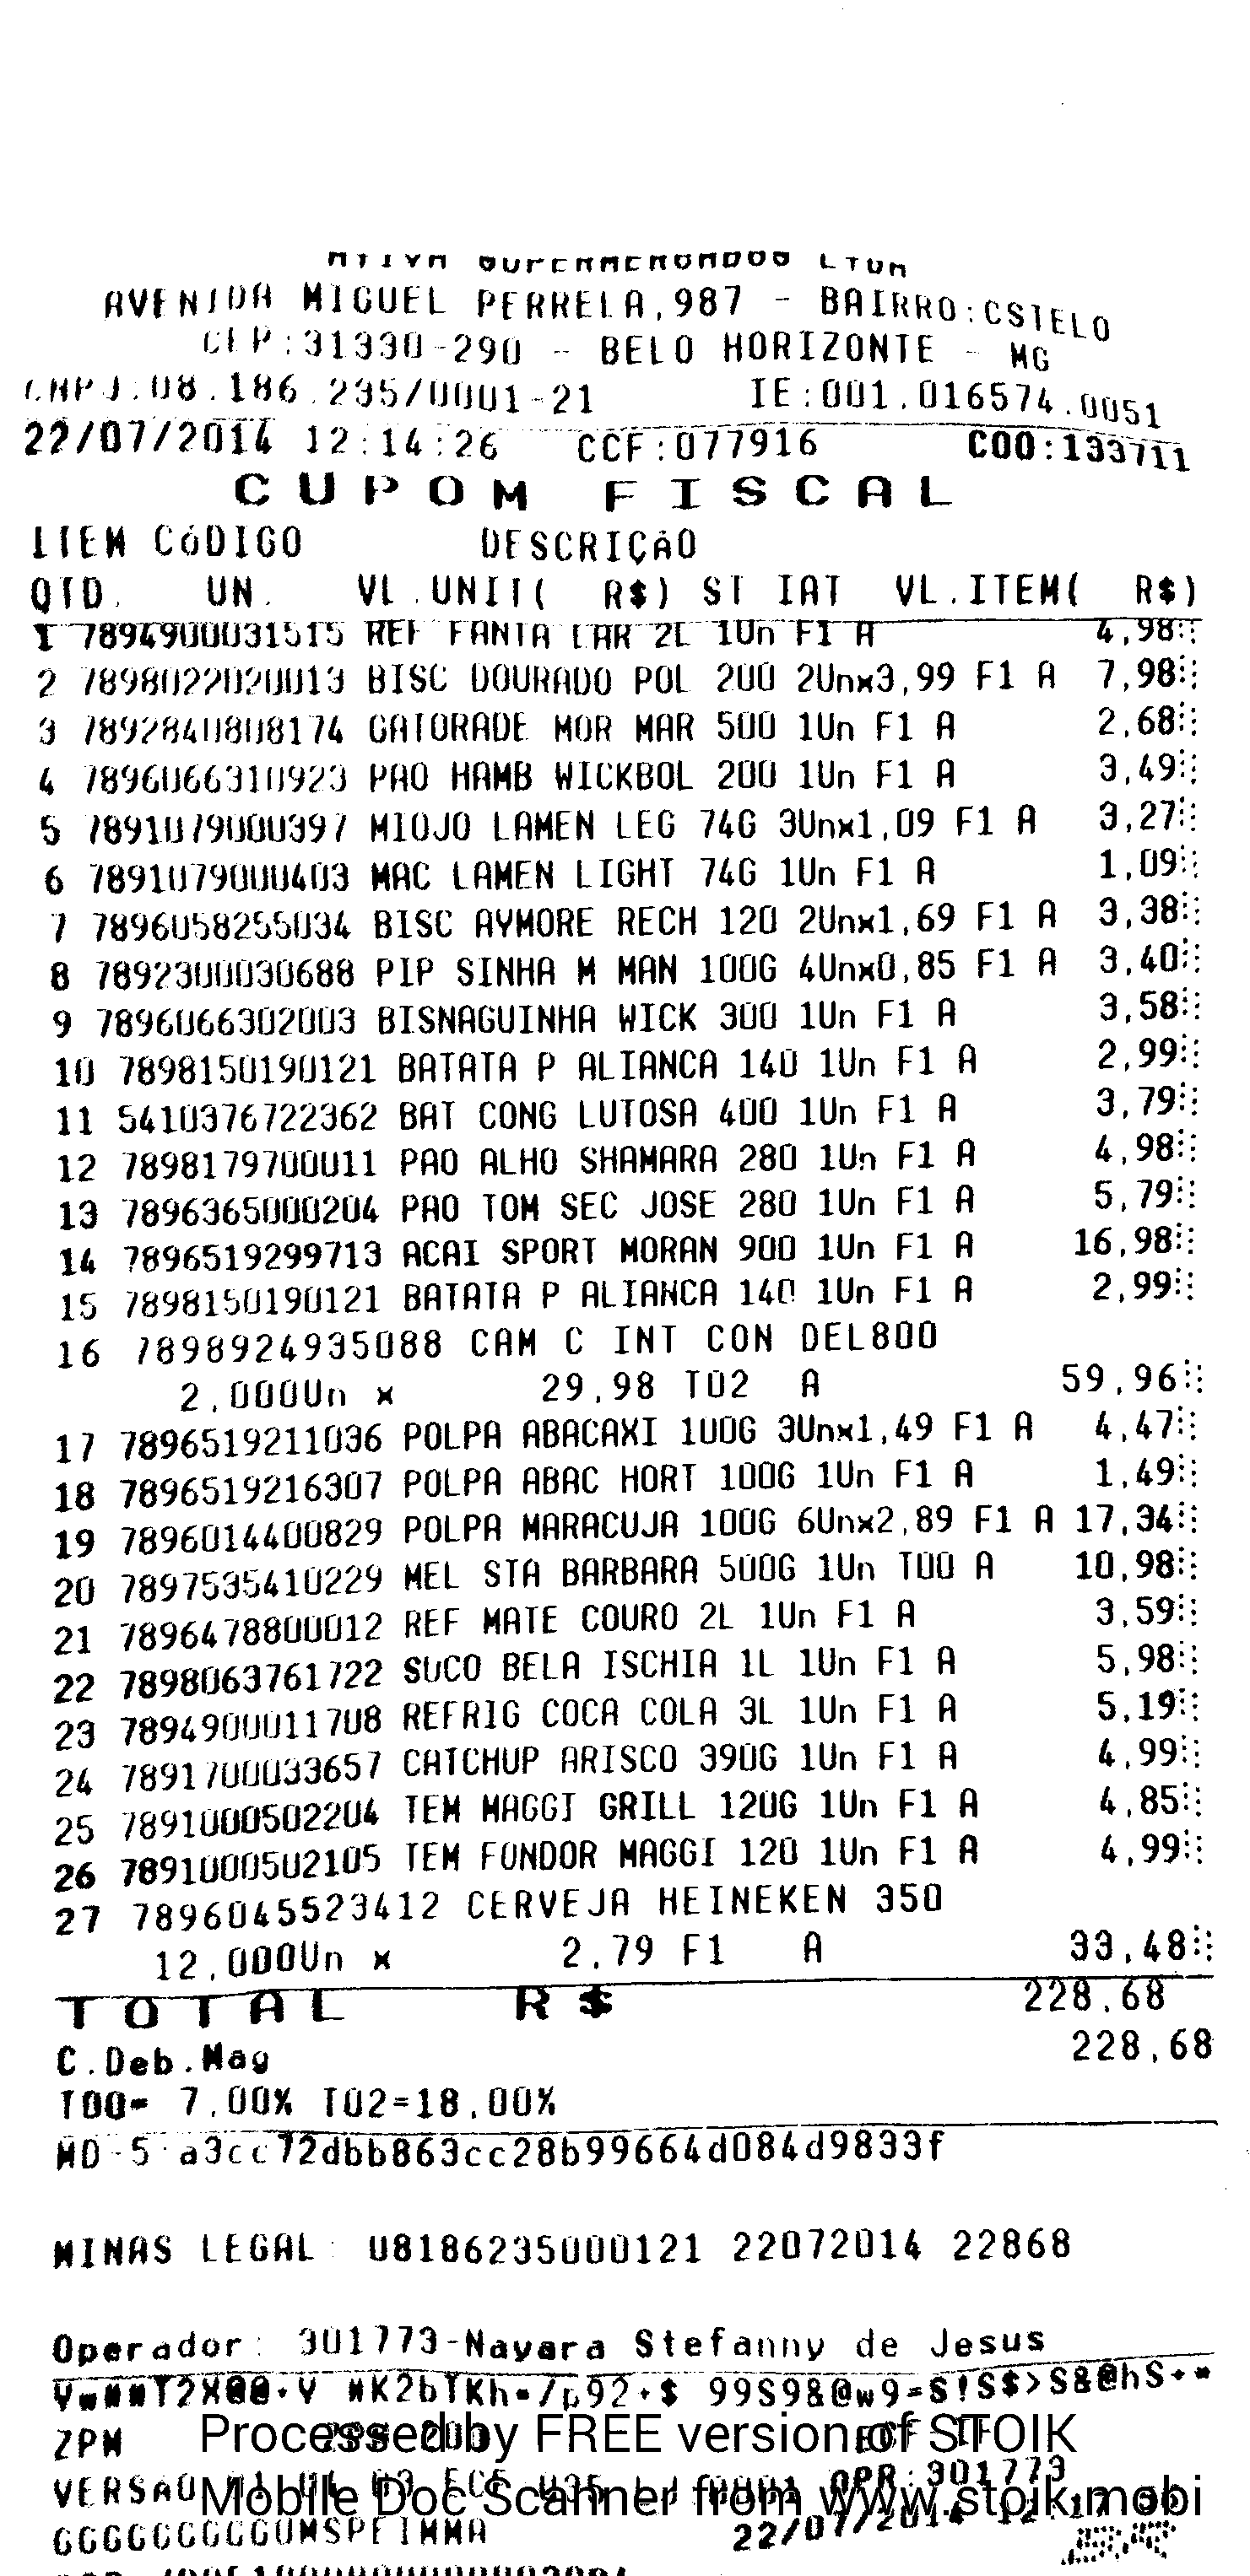 AVENIDA MIGUEL PERRELA,987 - BAIRRO:CSTELO
CEP:31330-290 - BELO HORIZONTE - MG
CNPJ:08.186.235/0001-21 IE:001.016574.0051
22/07/2014 12:14:26 CCF:077916 COO:133711
CUPOM FISCAL
ITEM CóDIGO DESCRIÇÃO
QTD. UN. VL.UNIT( R$) ST IAT VL.ITEM( R$)
1 7894900031515 REF FANTA LAR 2L 1Un F1 A 4,98
2 7898022020013 BISC DOURADO POL 200 2Unx3,99 F1 A 7,98
3 7892840808174 GATORADE MOR MAR 500 1Un F1 A 2,68
4 7896066310923 PAO HAMB WICKBOL 200 1Un F1 A 3,49
5 7891079000397 MIOJO LAMEN LEG 74G 3Unx1,09 F1 A 3,27
6 7891079000403 MAC LAMEN LIGHT 74G 1Un F1 A 1,09
7 7896058255034 BISC AYMORE RECH 120 2Unx1,69 F1 A 3,38
8 7892300030688 PIP SINHA M MAN 100G 4Unx0,85 F1 A 3,40
9 7896066302003 BISNAGUINHA WICK 300 1Un F1 A 3,58
10 7898150190121 BATATA P ALIANCA 140 1Un F1 A 2,99
11 5410376722362 BAT CONG LUTOSA 400 1Un F1 A 3,79
12 7898179700011 PAO ALHO SHAMARA 280 1Un F1 A 4,98
13 7896365000204 PAO TOM SEC JOSE 280 1Un F1 A 5,79
14 7896519299713 ACAI SPORT MORAN 900 1Un F1 A 16,98
15 7898150190121 BATATA P ALIANCA 140 1Un F1 A 2,99
16 7898924935088 CAM C INT CON DEL800
2,000Un x 29,98 T02 A 59,96
17 7896519211036 POLPA ABACAXI 100G 3Unx1,49 F1 A 4,47
18 7896519216307 POLPA ABAC HORT 100G 1Un F1 A 1,49
19 7896014400829 POLPA MARACUJA 100G 6Unx2,89 F1 A 17,34
20 7897535410229 MEL STA BARBARA 500G 1Un T00 A 10,98
21 7896478800012 REF MATE COURO 2L 1Un F1 A 3,59
22 7898063761722 SUCO BELA ISCHIA 1L 1Un F1 A 5,98
23 7894900011708 REFRIG COCA COLA 3L 1Un F1 A 5,19
24 7891700033657 CATCHUP ARISCO 390G 1Un F1 A 4,99
25 7891000502204 TEM MAGGI GRILL 120G 1Un F1 A 4,85
26 7891000502105 TEM FONDOR MAGGI 120 1Un F1 A 4,99
27 7896045523412 CERVEJA HEINEKEN 350
12,000Un x 2,79 F1 A 33,48
TOTAL R$ 228,68
C.Deb.Mag 228,68
T00= 7,00% T02=18,00%
MD-5:a3cc72dbb863cc28b99664d084d9833f
MINAS LEGAL: 08186235000121 22072014 22868
Operador: 301773-Nayara Stefanny de Jesus
ZPM
Processed by FREE version of STOIK
VERSAO OPR:301773
Mobile Doc Scanner from www.stoik.mobi
22/07/2014